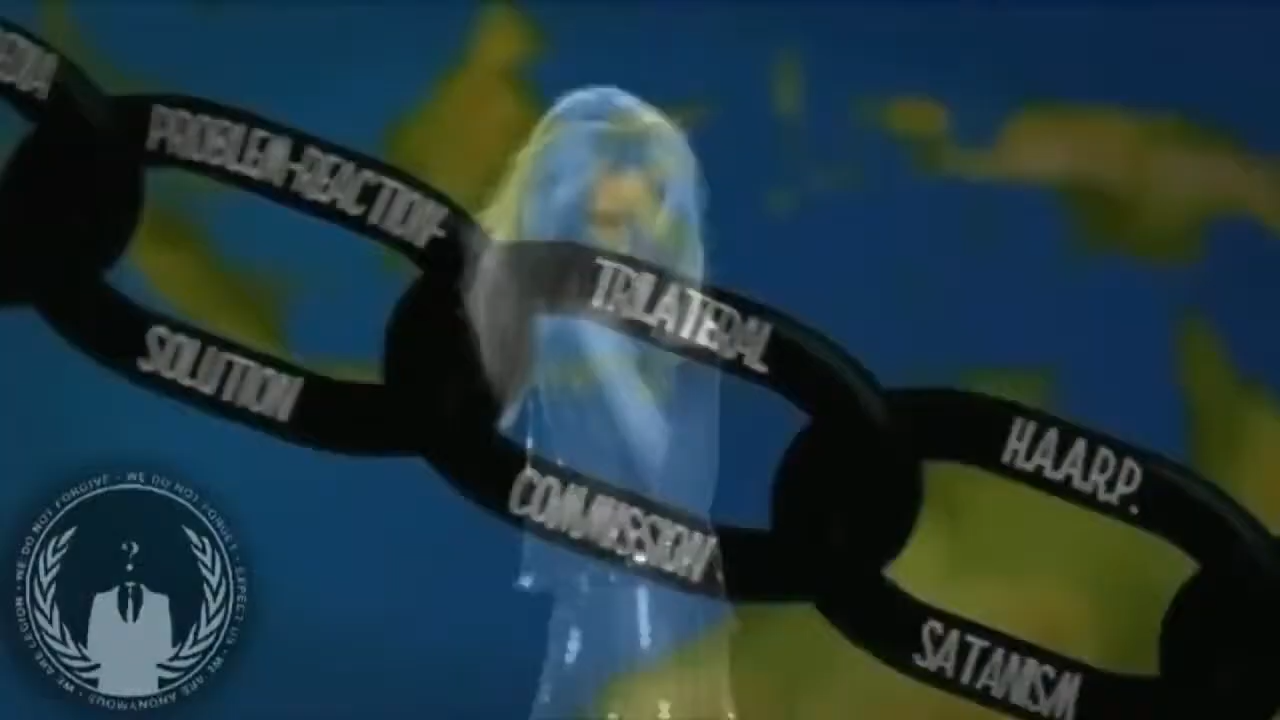 PROBLEM-REACTION-
SOLUTION
TRILATERAL
COMMISSION
HAARP.
SATANISM
WE ARE ANONYMOUS · WE ARE LEGION · WE DO NOT FORGIVE · WE DO NOT FORGET · EXPECT US ·
?